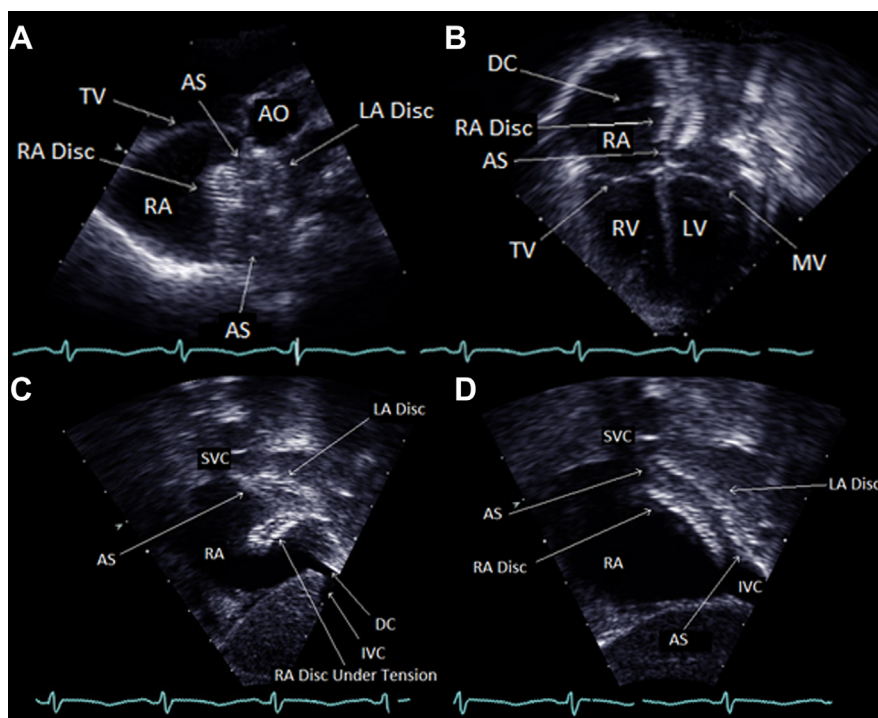 A
AS
TV
AO
LA Disc
RA Disc
RA
AS
B
DC
RA Disc
RA
AS
RV
LV
TV
MV
C
LA Disc
SVC
RA
AS
DC
IVC
RA Disc Under Tension
D
SVC
LA Disc
AS
RA Disc
RA
IVC
AS